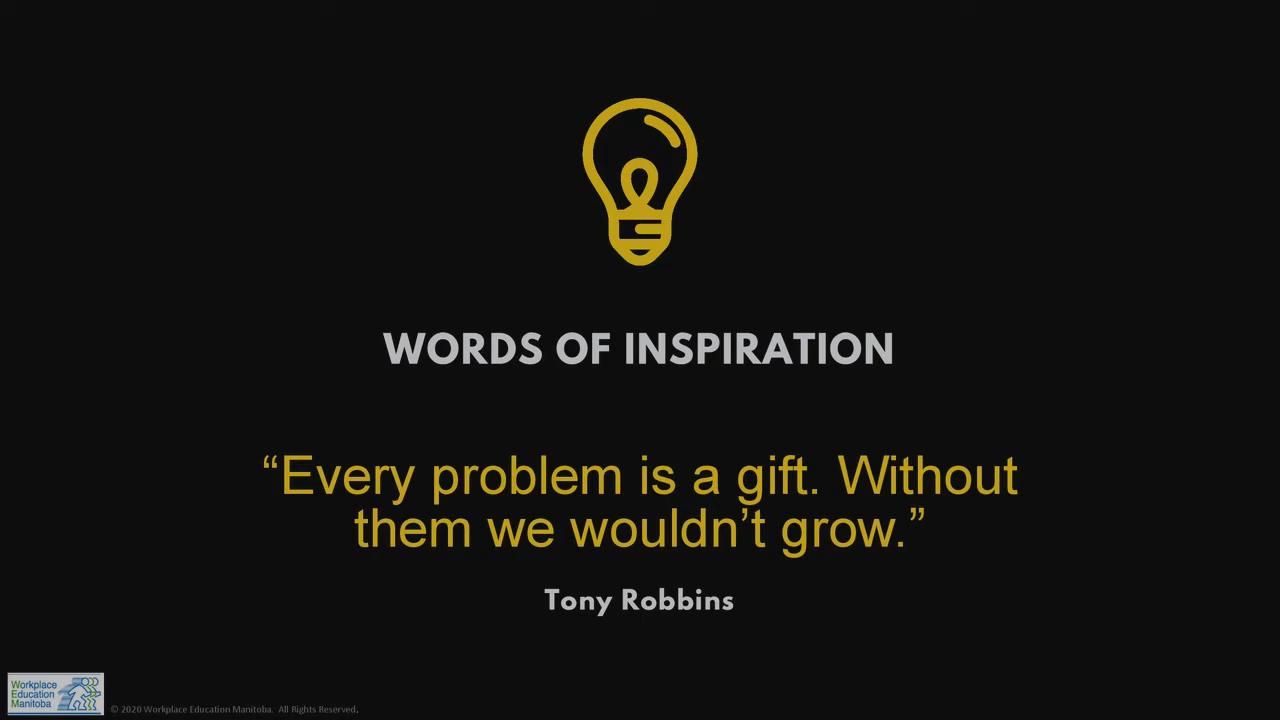 WORDS OF INSPIRATION
“Every problem is a gift. Without
them we wouldn’t grow.”
Tony Robbins
Workplace
Education
Manitoba
© 2020 Workplace Education Manitoba. All Rights Reserved.